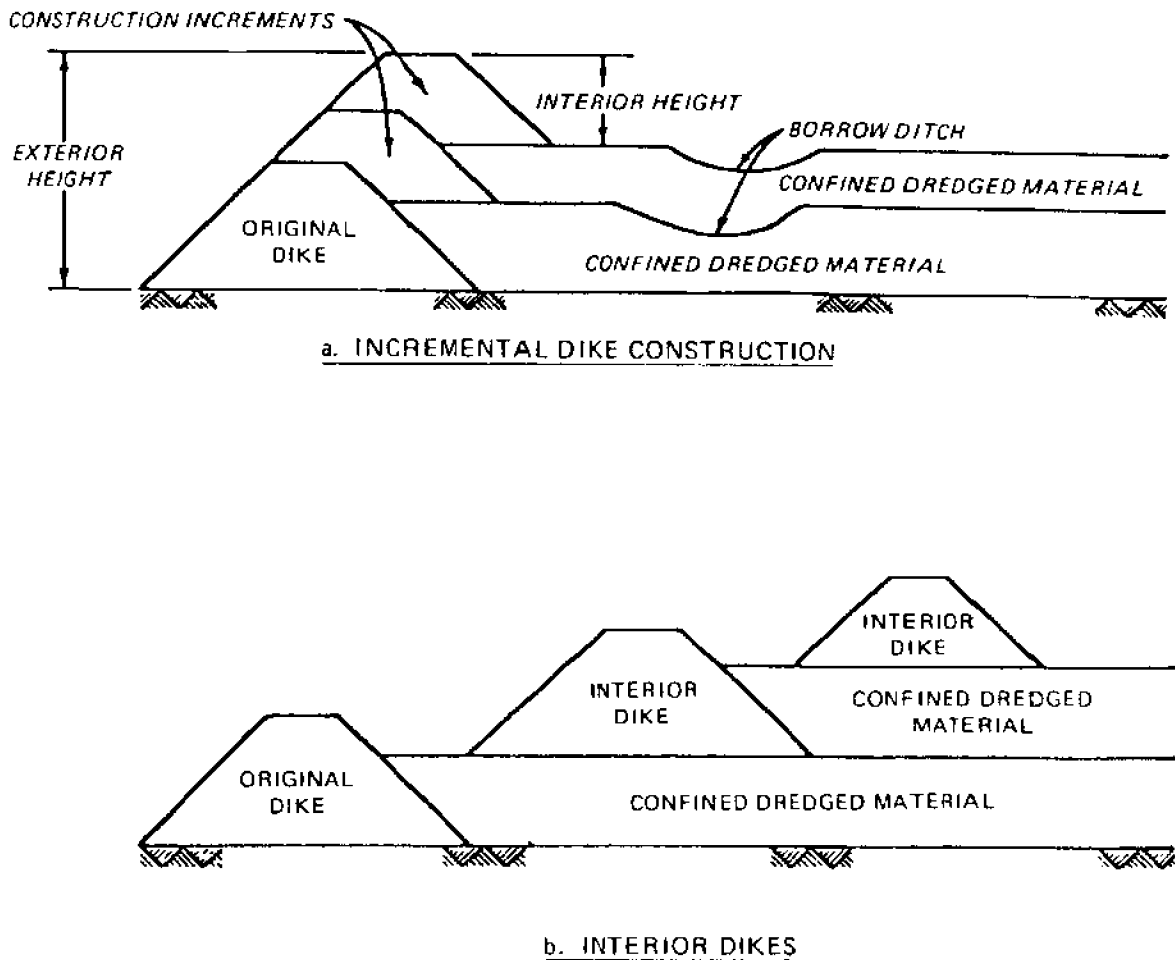 CONSTRUCTION INCREMENTS
INTERIOR HEIGHT
BORROW DITCH
EXTERIOR
HEIGHT
CONFINED DREDGED MATERIAL
ORIGINAL
DIKE
CONFINED DREDGED MATERIAL
a. INCREMENTAL DIKE CONSTRUCTION
INTERIOR
DIKE
INTERIOR
DIKE
CONFINED DREDGED
MATERIAL
ORIGINAL
DIKE
CONFINED DREDGED MATERIAL
b. INTERIOR DIKES